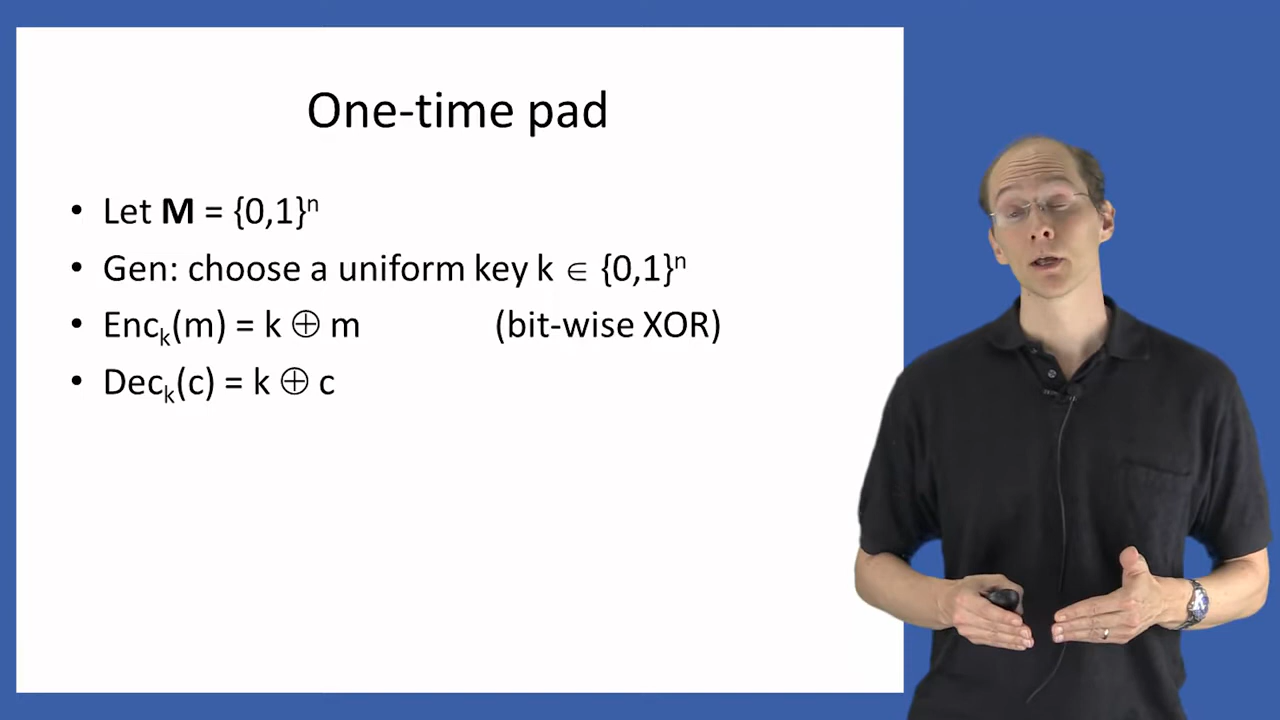 One-time pad
• Let M = {0,1}ⁿ
• Gen: choose a uniform key k ∈ {0,1}ⁿ
• Encₖ(m) = k ⊕ m (bit-wise XOR)
• Decₖ(c) = k ⊕ c